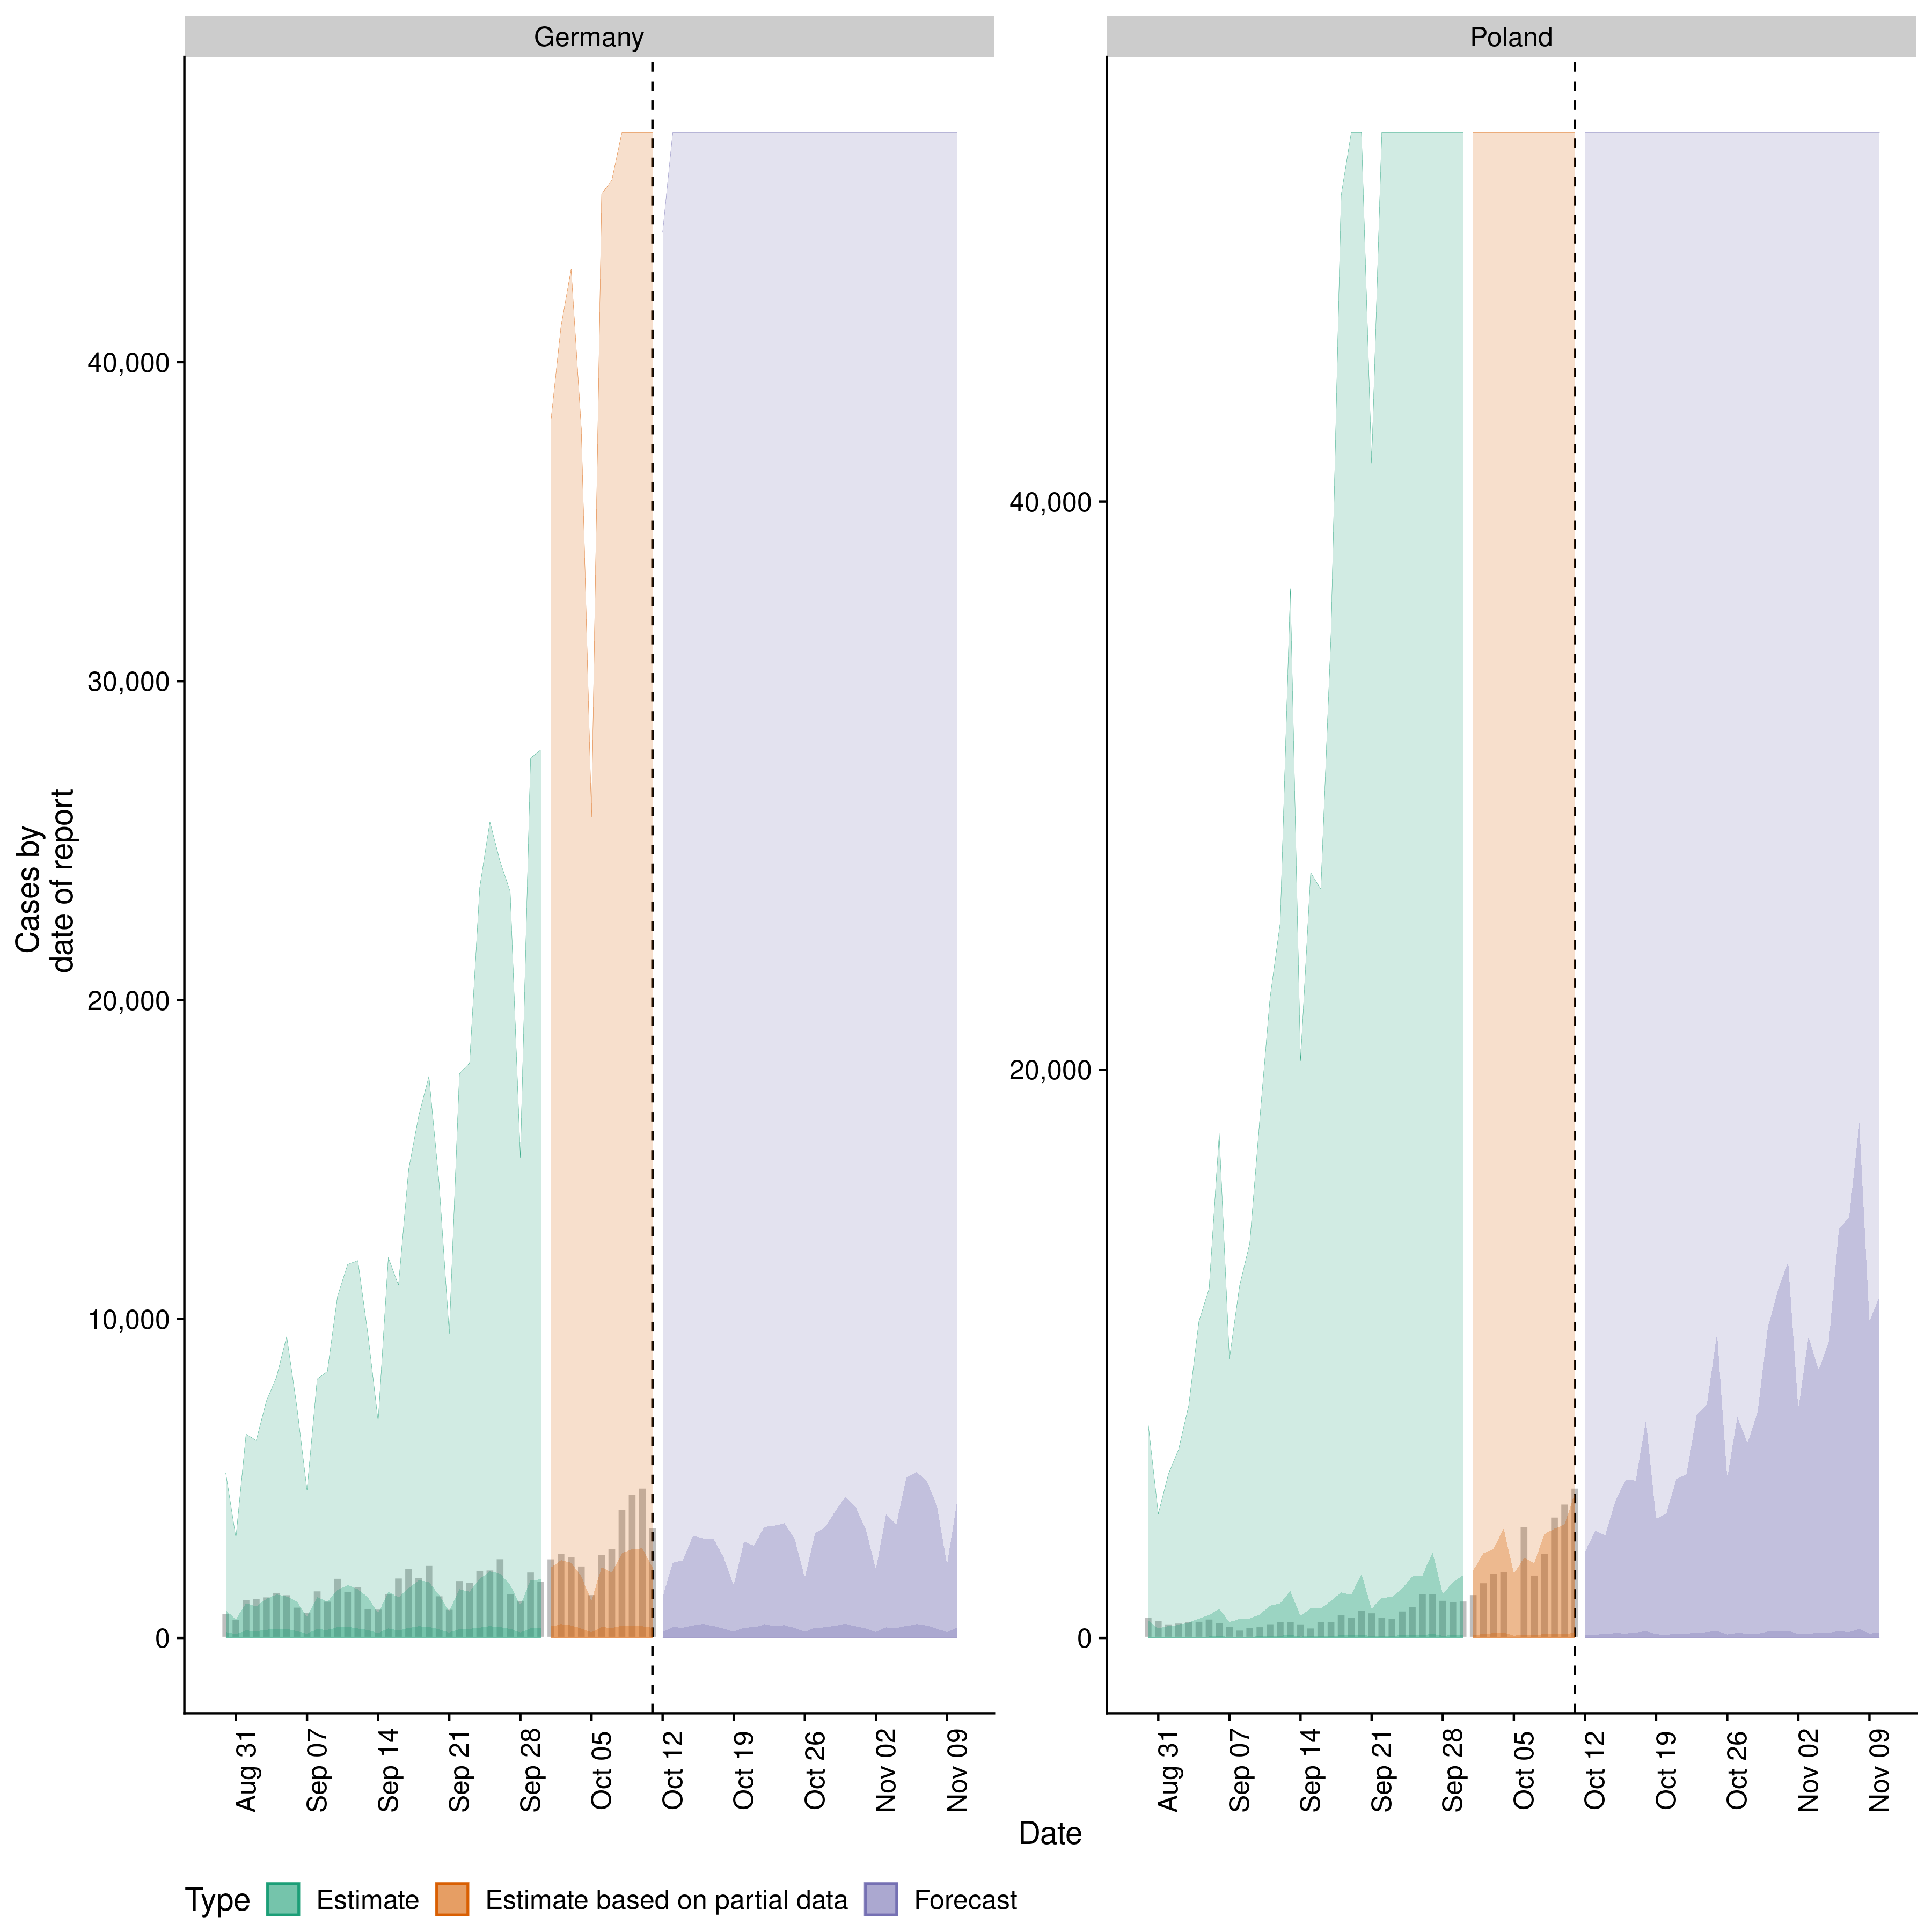 Germany
Poland
Cases by
date of report
40,000
30,000
20,000
10,000
0
40,000
20,000
0
Aug 31
Sep 07
Sep 14
Sep 21
Sep 28
Oct 05
Oct 12
Oct 19
Oct 26
Nov 02
Nov 09
Aug 31
Sep 07
Sep 14
Sep 21
Sep 28
Oct 05
Oct 12
Oct 19
Oct 26
Nov 02
Nov 09
Date
Type Estimate Estimate based on partial data Forecast